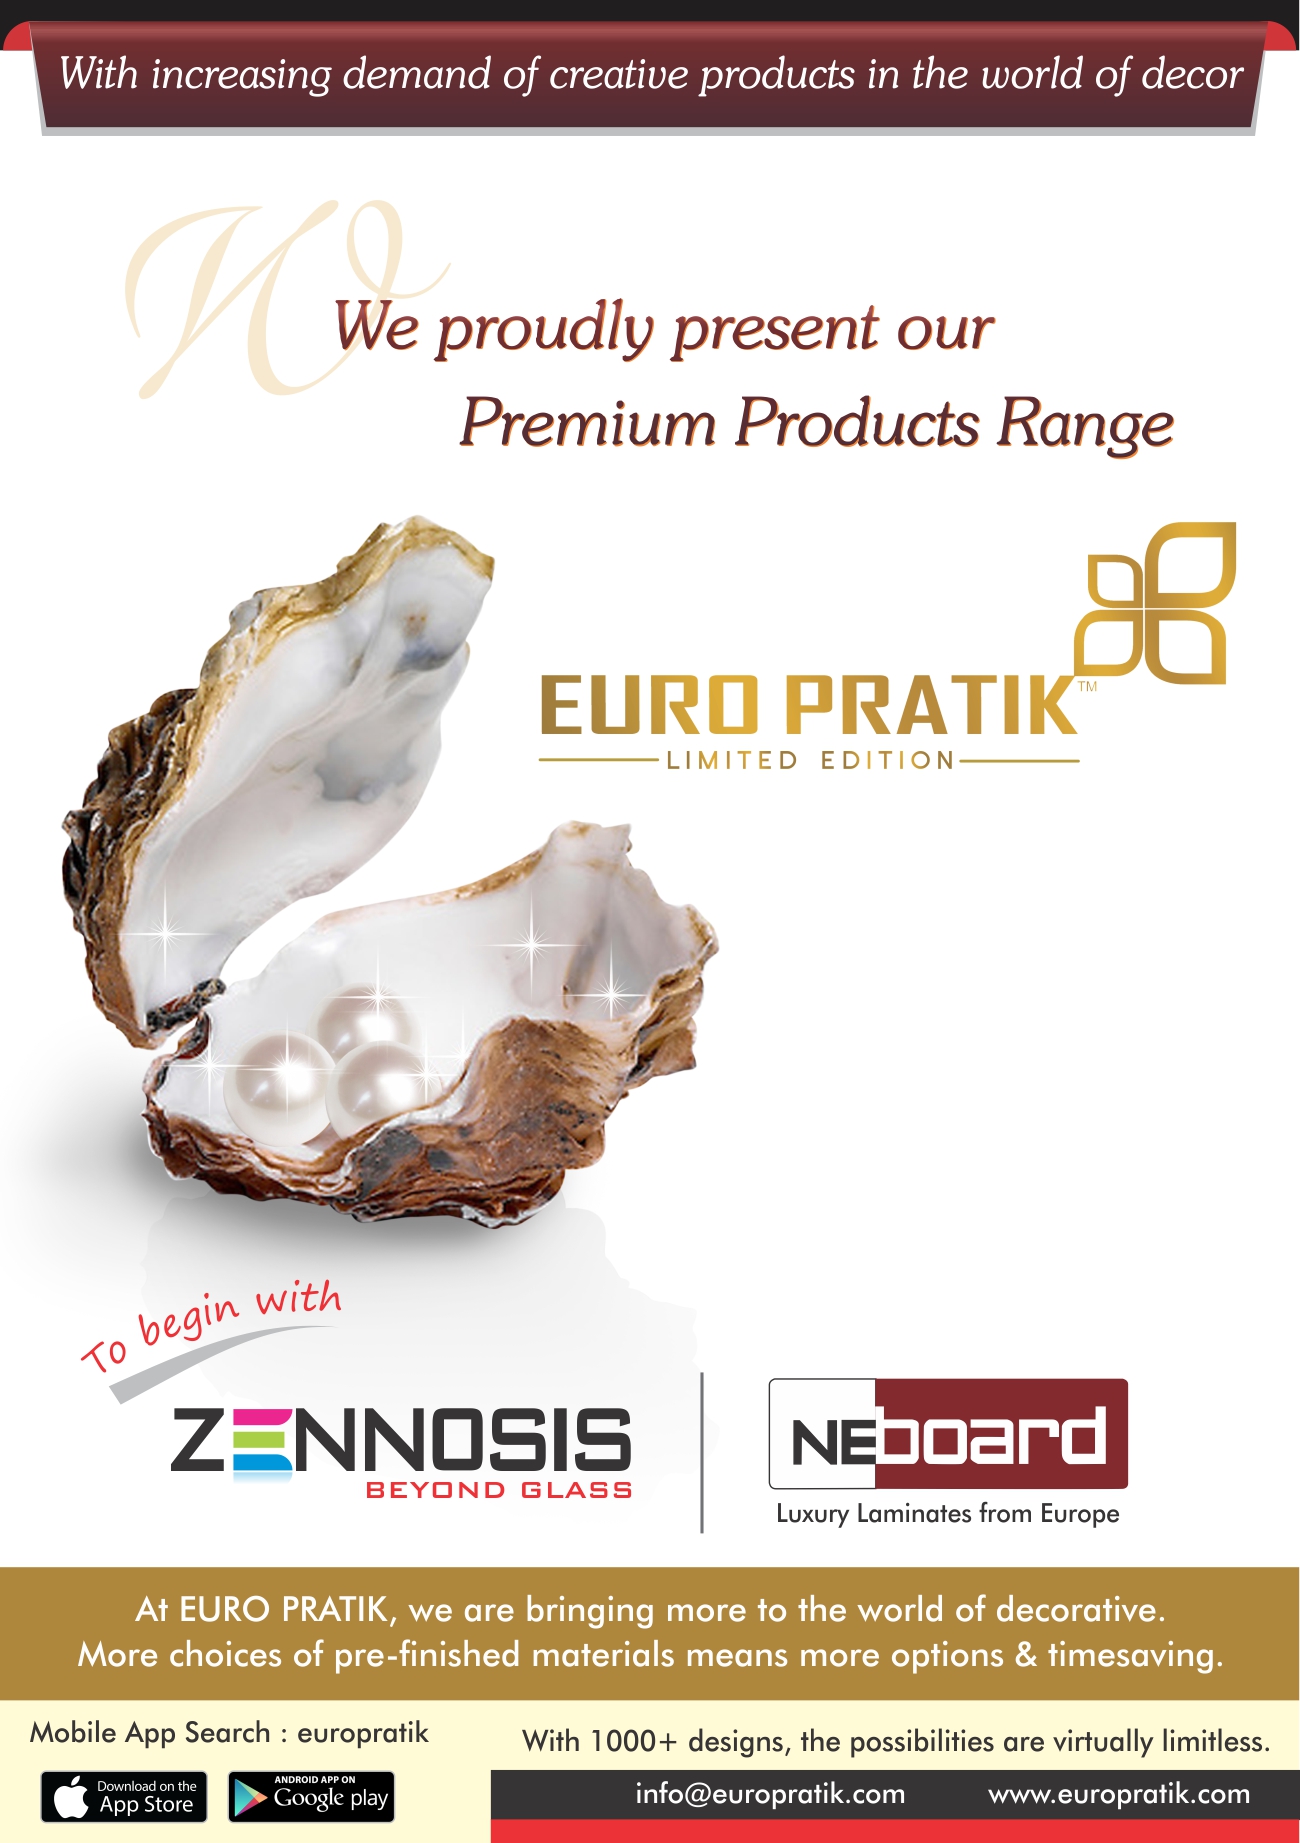 With increasing demand of creative products in the world of decor
W
We proudly present our
Premium Products Range
EURO PRATIK™
LIMITED EDITION
To begin with
ZENNOSIS
BEYOND GLASS
NEboard
Luxury Laminates from Europe
At EURO PRATIK, we are bringing more to the world of decorative.
More choices of pre-finished materials means more options & timesaving.
Mobile App Search : europratik
Download on the
App Store
ANDROID APP ON
Google play
With 1000+ designs, the possibilities are virtually limitless.
info@europratik.com www.europratik.com